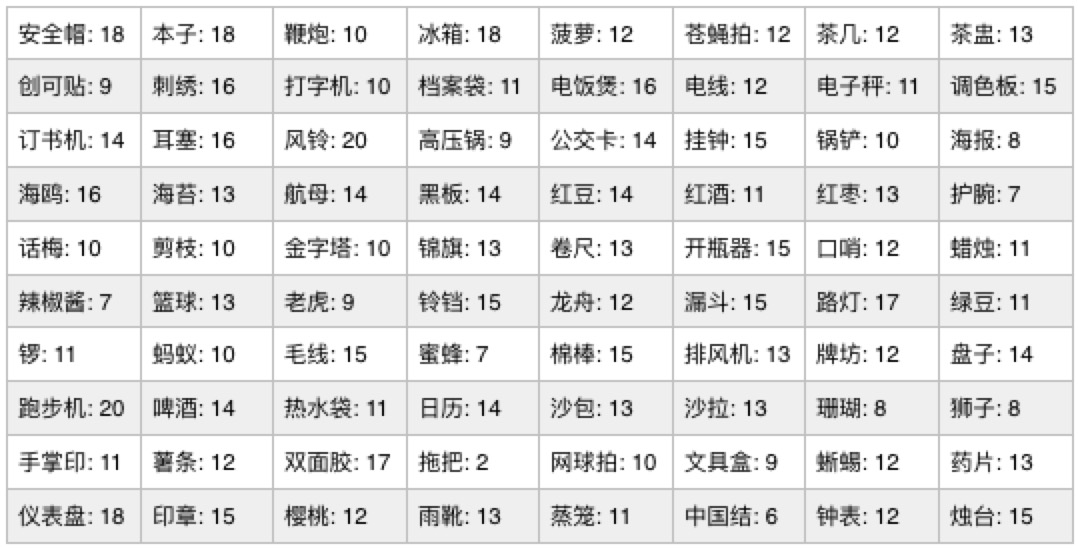 安全帽: 18 本子: 18 鞭炮: 10 冰箱: 18 菠萝: 12 苍蝇拍: 12 茶几: 12 茶盅: 13
创可贴: 9 刺绣: 16 打字机: 10 档案袋: 11 电饭煲: 16 电线: 12 电子秤: 11 调色板: 15
订书机: 14 耳塞: 16 风铃: 20 高压锅: 9 公交卡: 14 挂钟: 15 锅铲: 10 海报: 8
海鸥: 16 海苔: 13 航母: 14 黑板: 14 红豆: 14 红酒: 11 红枣: 13 护腕: 7
话梅: 10 剪枝: 10 金字塔: 10 锦旗: 13 卷尺: 13 开瓶器: 15 口哨: 12 蜡烛: 11
辣椒酱: 7 篮球: 13 老虎: 9 铃铛: 15 龙舟: 12 漏斗: 15 路灯: 17 绿豆: 11
锣: 11 蚂蚁: 10 毛线: 15 蜜蜂: 7 棉棒: 15 排风机: 13 牌坊: 12 盘子: 14
跑步机: 20 啤酒: 14 热水袋: 11 日历: 14 沙包: 13 沙拉: 13 珊瑚: 8 狮子: 8
手掌印: 11 薯条: 12 双面胶: 17 拖把: 2 网球拍: 10 文具盒: 9 蜥蜴: 12 药片: 13
仪表盘: 18 印章: 15 樱桃: 12 雨靴: 13 蒸笼: 11 中国结: 6 钟表: 12 烛台: 15